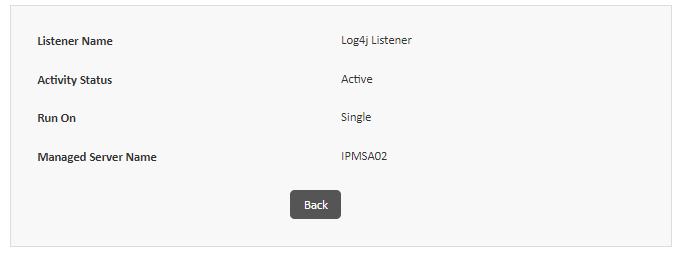 Listener Name Log4j Listener
Activity Status Active
Run On Single
Managed Server Name IPMSA02
Back